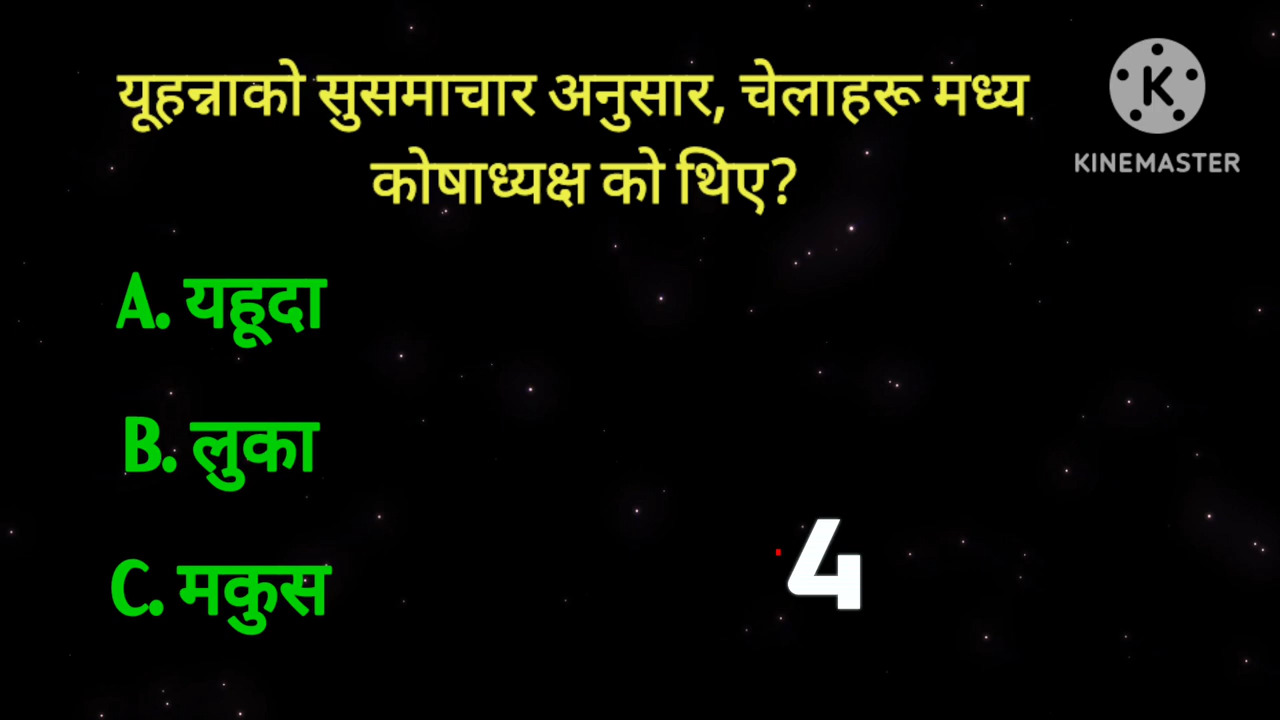 यूहन्नाको सुसमाचार अनुसार, चेलाहरू मध्य
कोषाध्यक्ष को थिए?
KINEMASTER
A. यहूदा
B. लुका
C. मकुस
4